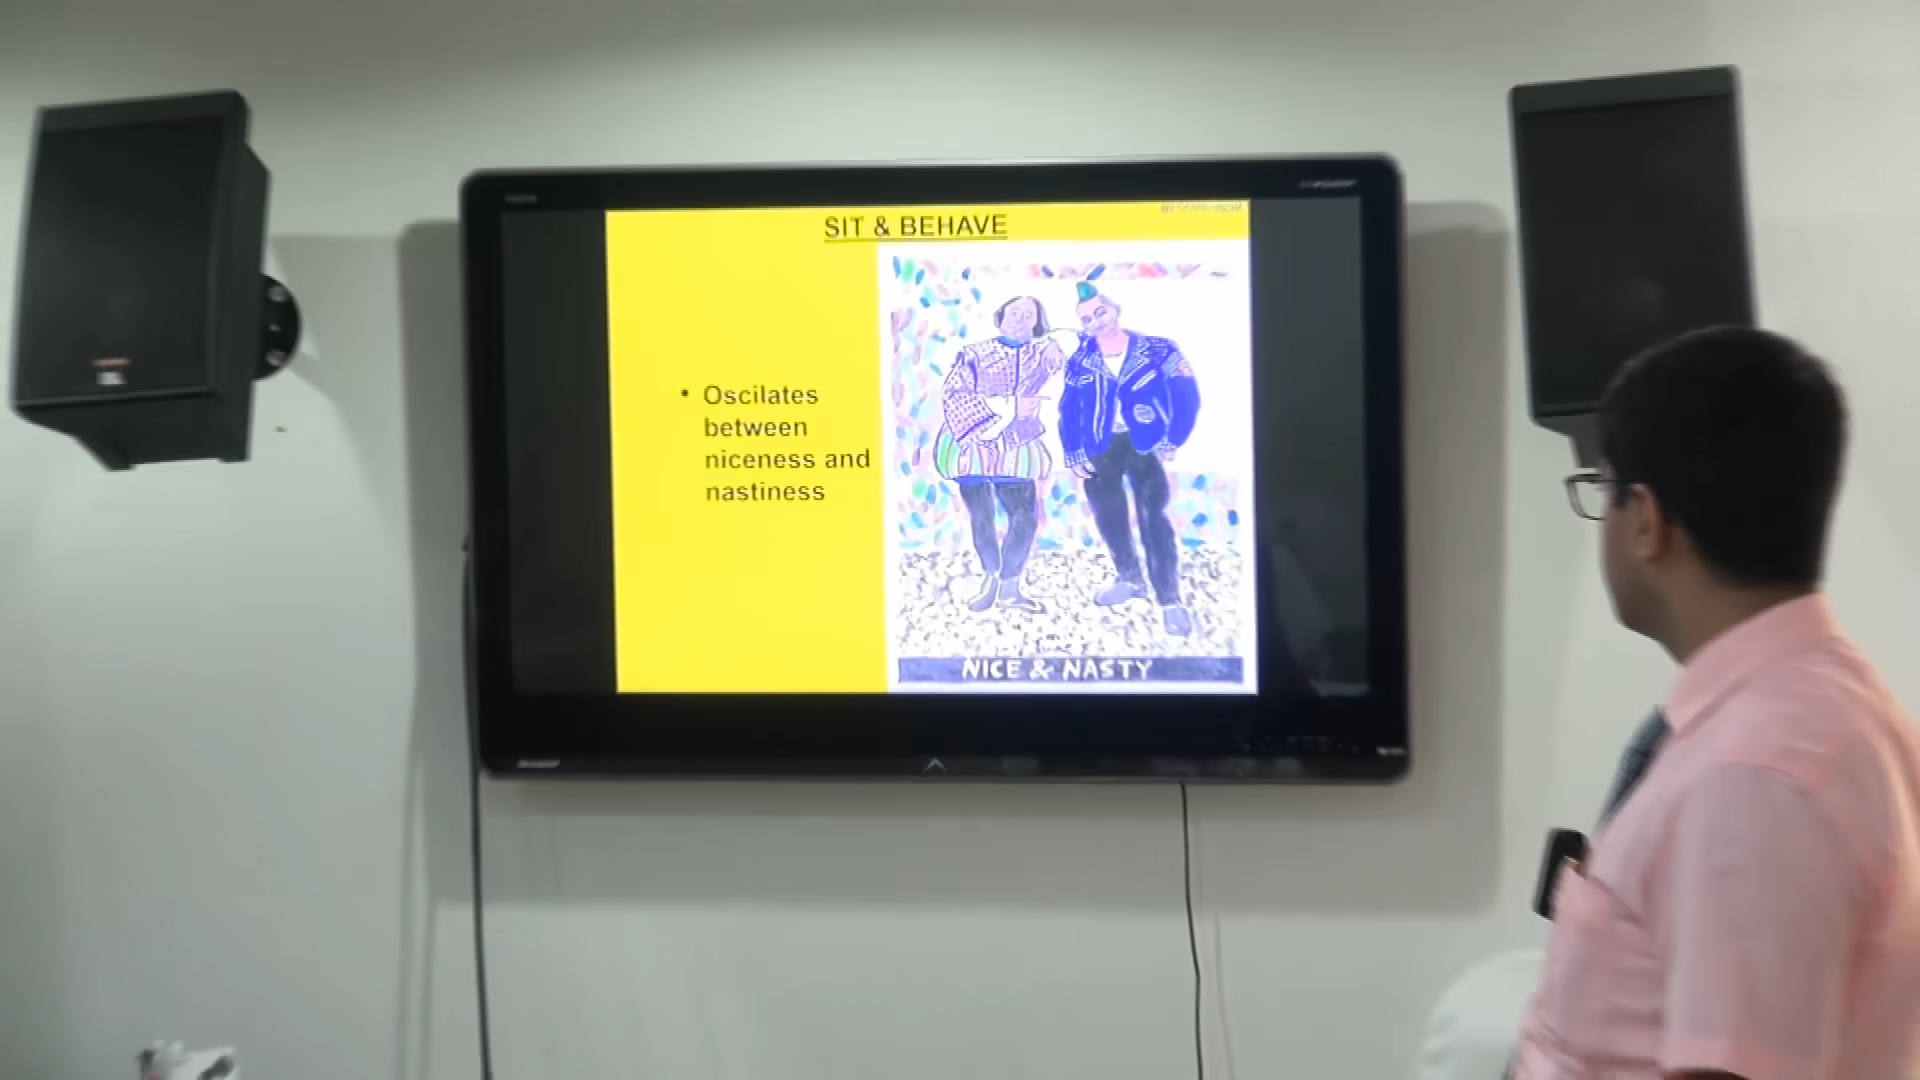 SIT & BEHAVE
• Oscilates
between
niceness and
nastiness
NICE & NASTY